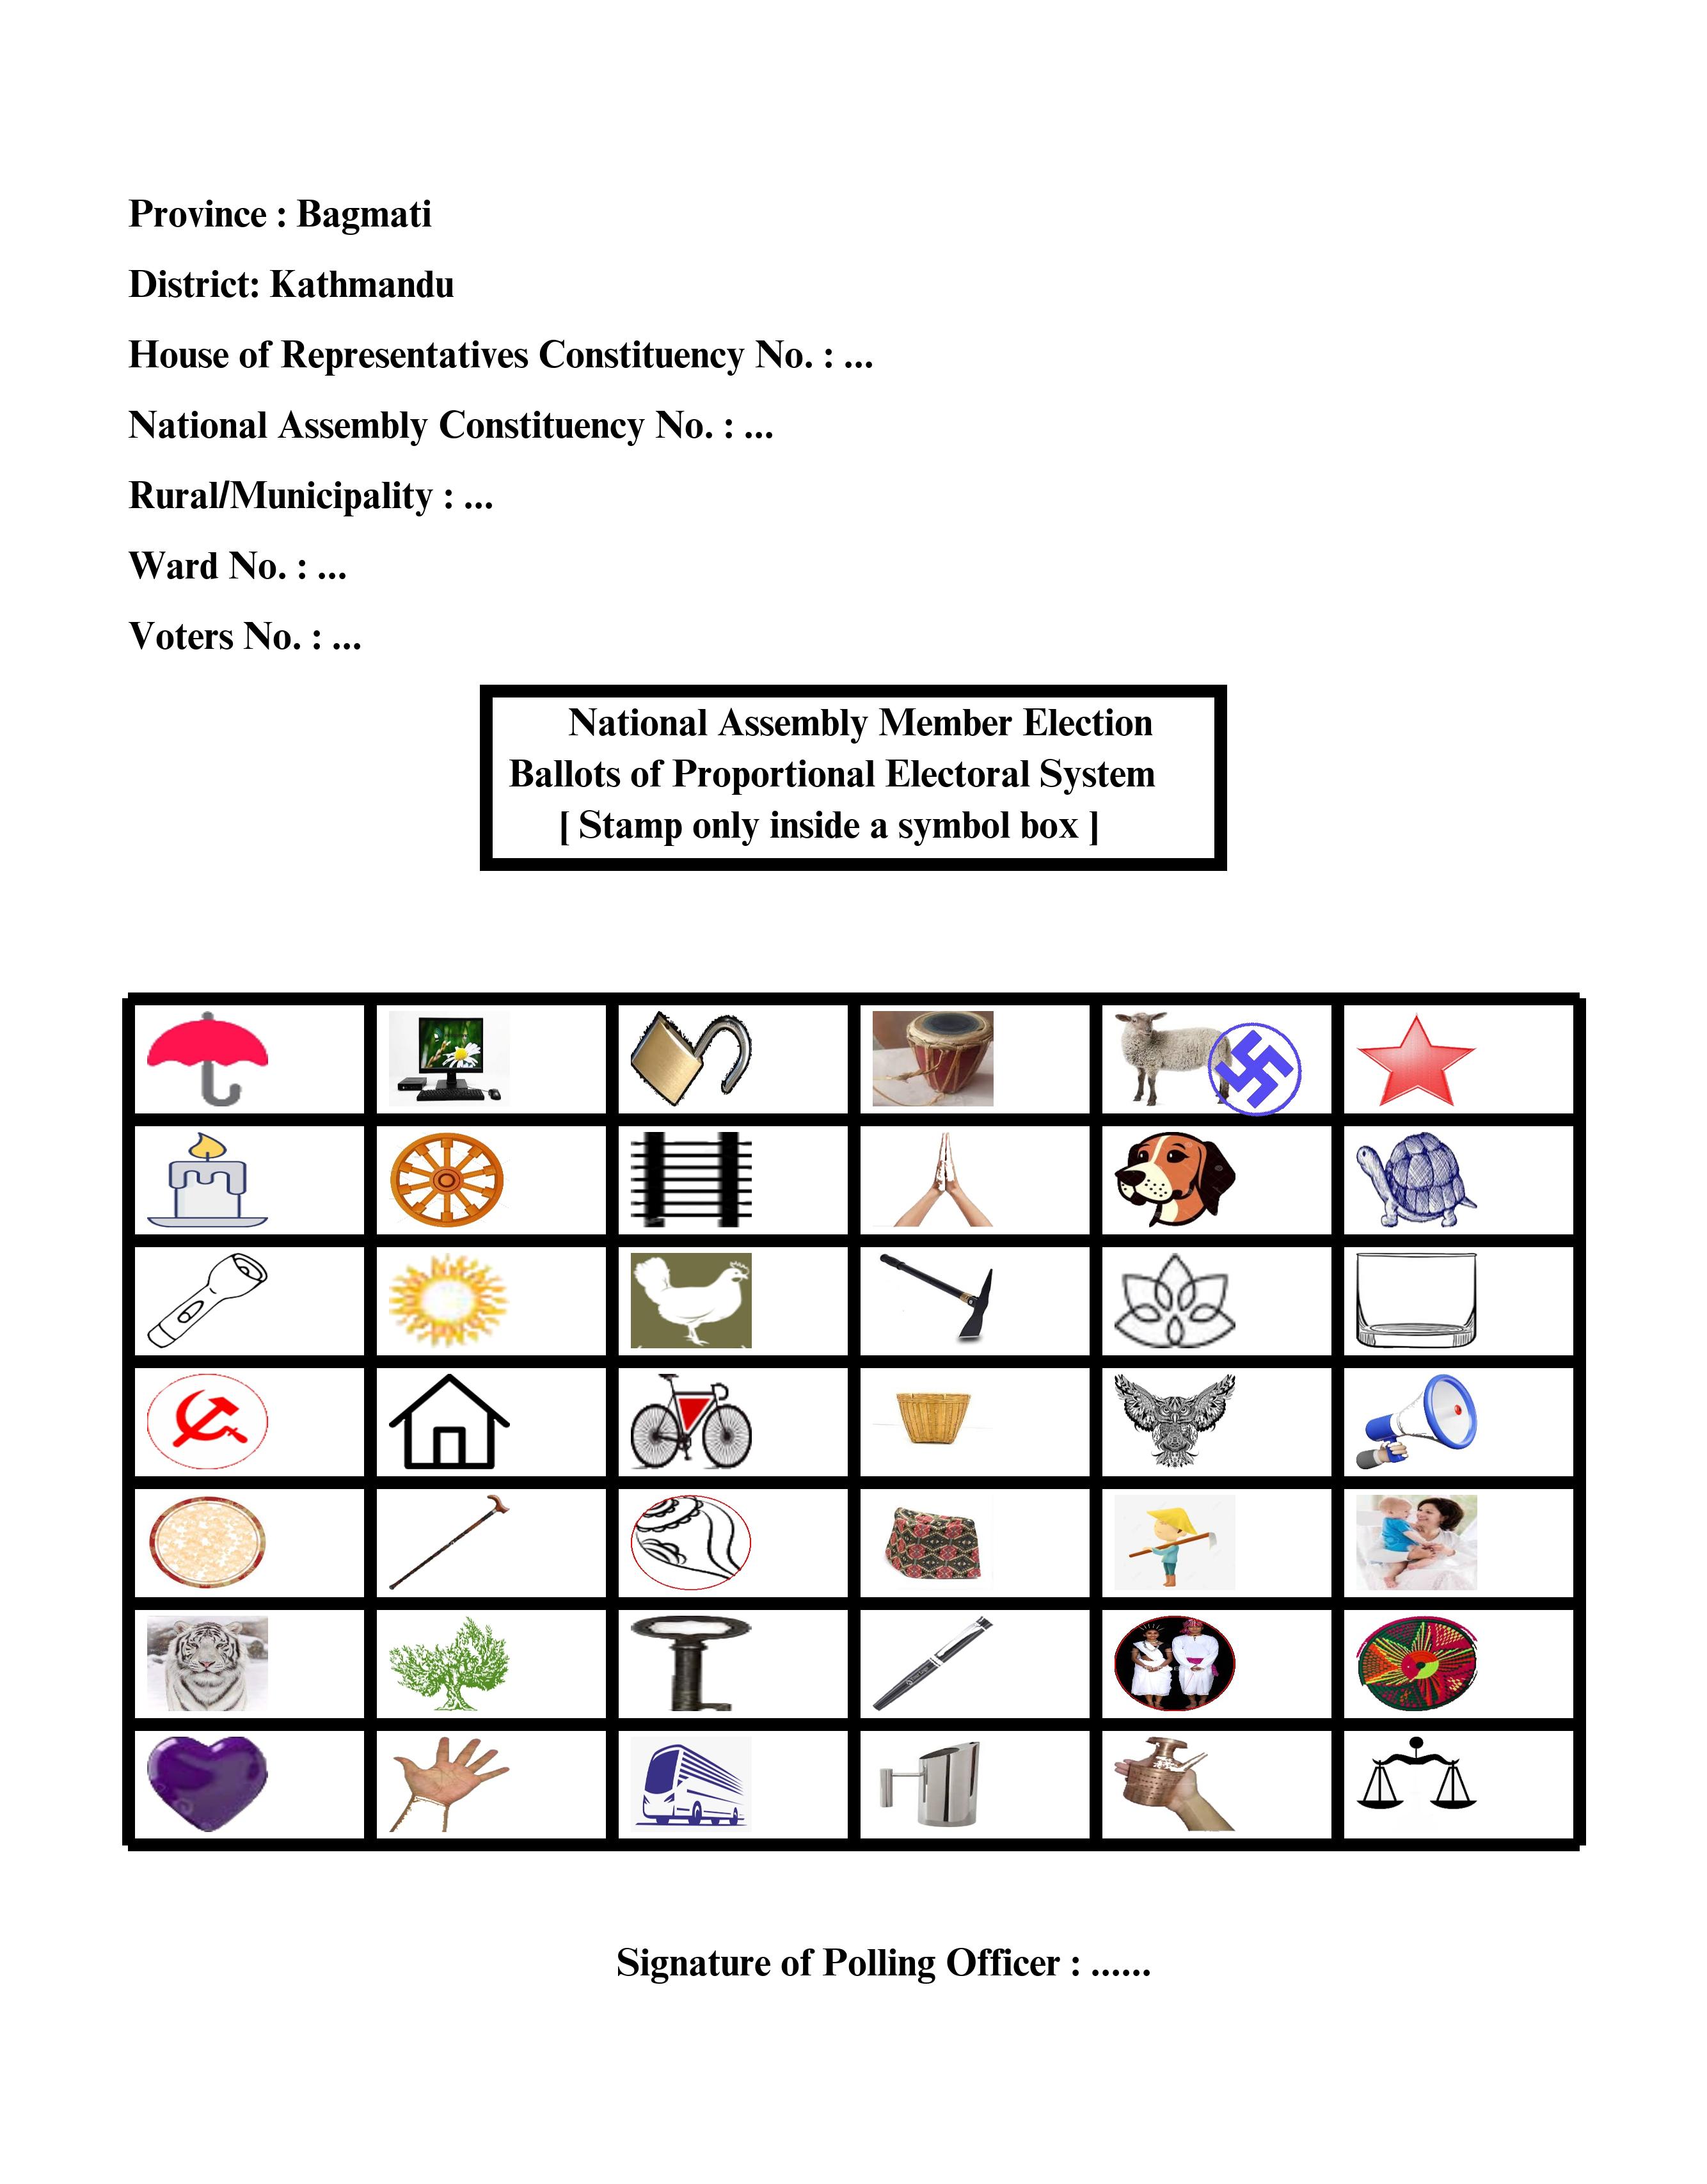 Province : Bagmati
District: Kathmandu
House of Representatives Constituency No. : ...
National Assembly Constituency No. : ...
Rural/Municipality : ...
Ward No. : ...
Voters No. : ...
National Assembly Member Election
Ballots of Proportional Electoral System
[ Stamp only inside a symbol box ]
Signature of Polling Officer : ......